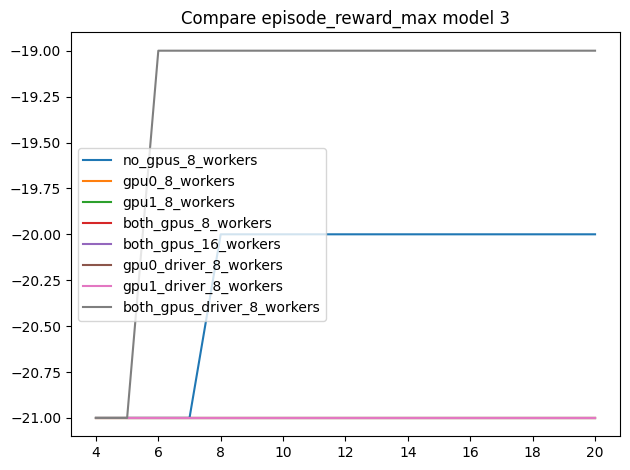 Compare episode_reward_max model 3
−19.00
−19.25
−19.50
−19.75
−20.00
−20.25
−20.50
−20.75
−21.00
no_gpus_8_workers
gpu0_8_workers
gpu1_8_workers
both_gpus_8_workers
both_gpus_16_workers
gpu0_driver_8_workers
gpu1_driver_8_workers
both_gpus_driver_8_workers
4 6 8 10 12 14 16 18 20